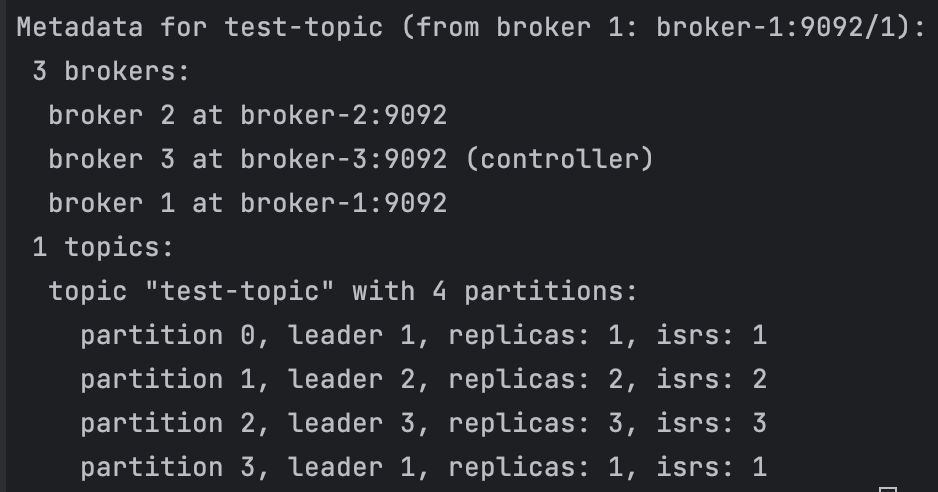 Metadata for test-topic (from broker 1: broker-1:9092/1):
3 brokers:
broker 2 at broker-2:9092
broker 3 at broker-3:9092 (controller)
broker 1 at broker-1:9092
1 topics:
topic "test-topic" with 4 partitions:
partition 0, leader 1, replicas: 1, isrs: 1
partition 1, leader 2, replicas: 2, isrs: 2
partition 2, leader 3, replicas: 3, isrs: 3
partition 3, leader 1, replicas: 1, isrs: 1